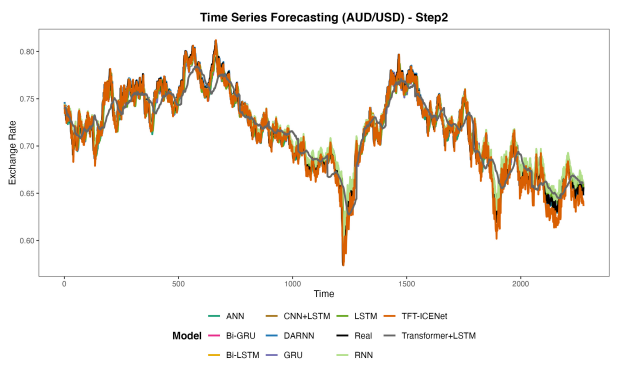 Time Series Forecasting (AUD/USD) - Step2
Exchange Rate
0.80
0.75
0.70
0.65
0.60
0 500 1000 1500 2000
Time
Model
ANN CNN+LSTM LSTM TFT-ICENet
Bi-GRU DARNN Real Transformer+LSTM
Bi-LSTM GRU RNN